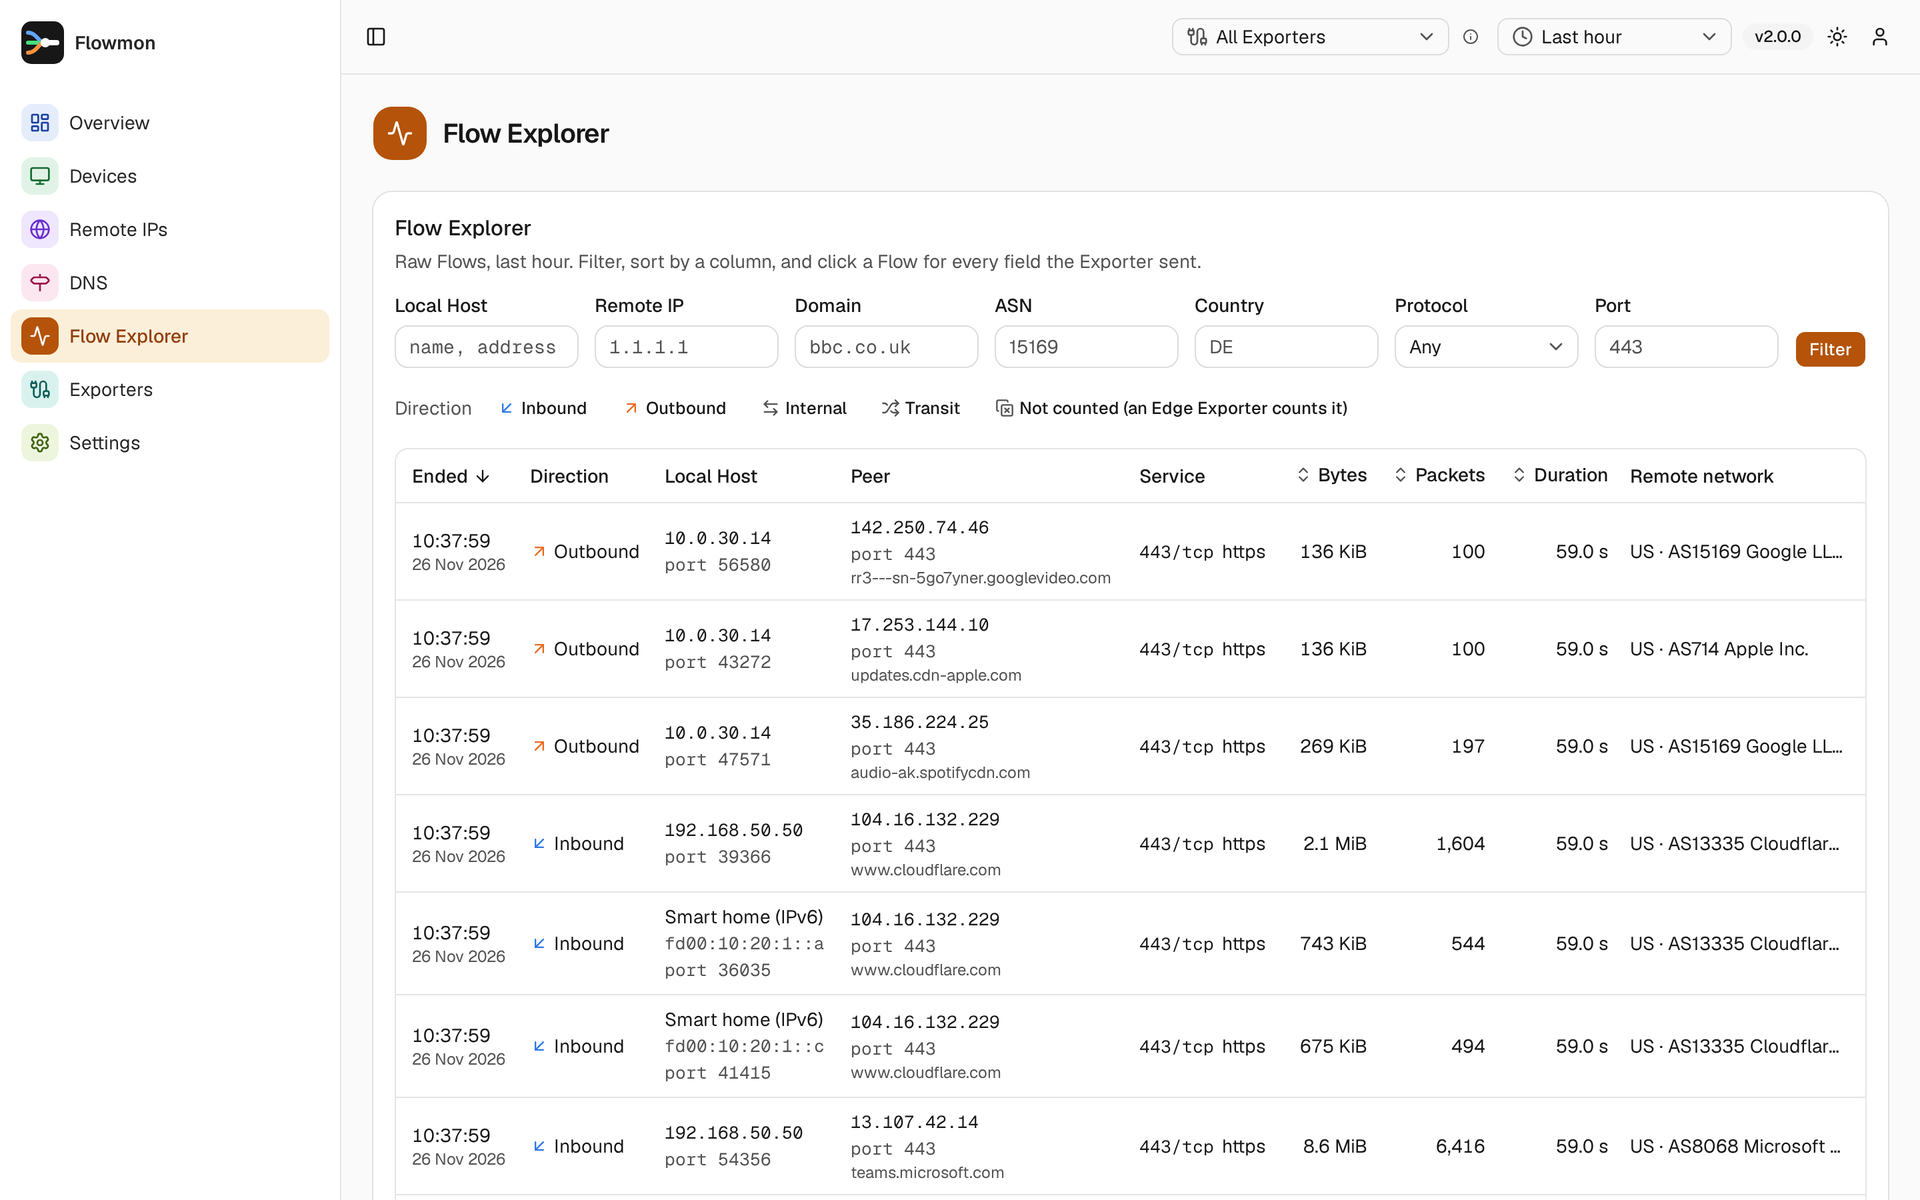 Flowmon
All Exporters
Last hour
v2.0.0
Overview
Devices
Remote IPs
DNS
Flow Explorer
Exporters
Settings
Flow Explorer
Flow Explorer
Raw Flows, last hour. Filter, sort by a column, and click a Flow for every field the Exporter sent.
Local Host Remote IP Domain ASN Country Protocol Port
name, address 1.1.1.1 bbc.co.uk 15169 DE Any 443 Filter
Direction Inbound Outbound Internal Transit Not counted (an Edge Exporter counts it)
Ended Direction Local Host Peer Service Bytes Packets Duration Remote network
10:37:59
26 Nov 2026
Outbound
10.0.30.14
port 56580
142.250.74.46
port 443
rr3---sn-5go7yner.googlevideo.com
443/tcp https 136 KiB 100 59.0 s US · AS15169 Google LL…
10:37:59
26 Nov 2026
Outbound
10.0.30.14
port 43272
17.253.144.10
port 443
updates.cdn-apple.com
443/tcp https 136 KiB 100 59.0 s US · AS714 Apple Inc.
10:37:59
26 Nov 2026
Outbound
10.0.30.14
port 47571
35.186.224.25
port 443
audio-ak.spotifycdn.com
443/tcp https 269 KiB 197 59.0 s US · AS15169 Google LL…
10:37:59
26 Nov 2026
Inbound
192.168.50.50
port 39366
104.16.132.229
port 443
www.cloudflare.com
443/tcp https 2.1 MiB 1,604 59.0 s US · AS13335 Cloudflar…
10:37:59
26 Nov 2026
Inbound
Smart home (IPv6)
fd00:10:20:1::a
port 36035
104.16.132.229
port 443
www.cloudflare.com
443/tcp https 743 KiB 544 59.0 s US · AS13335 Cloudflar…
10:37:59
26 Nov 2026
Inbound
Smart home (IPv6)
fd00:10:20:1::c
port 41415
104.16.132.229
port 443
www.cloudflare.com
443/tcp https 675 KiB 494 59.0 s US · AS13335 Cloudflar…
10:37:59
26 Nov 2026
Inbound
192.168.50.50
port 54356
13.107.42.14
port 443
teams.microsoft.com
443/tcp https 8.6 MiB 6,416 59.0 s US · AS8068 Microsoft …